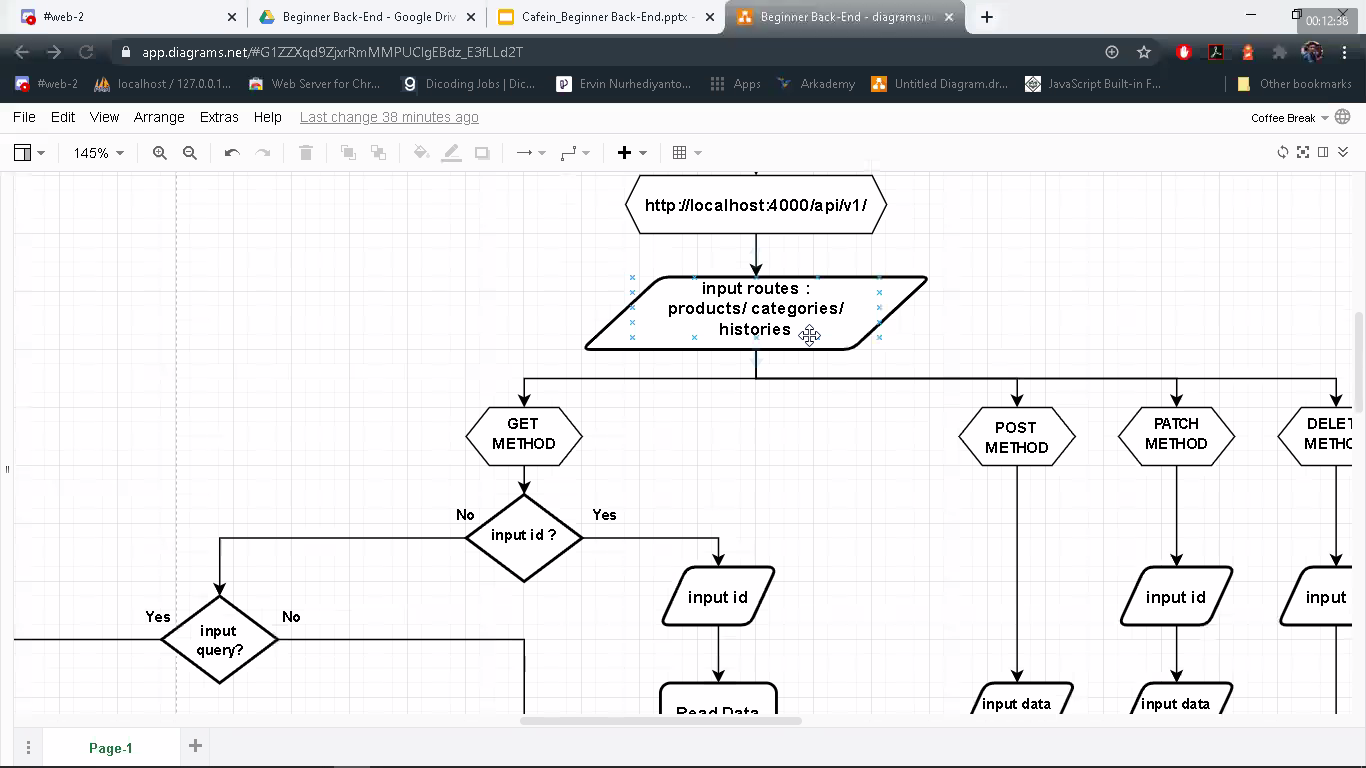 #web-2
Beginner Back-End - Google Driv
Cafein_Beginner Back-End.pptx -
Beginner Back-End - diagrams.ne
00:12:38
app.diagrams.net/#G1ZZXqd9ZjxrRmMMPUClgEBdz_E3fLLd2T
#web-2
localhost / 127.0.0.1...
Web Server for Chr...
Dicoding Jobs | Dic...
Ervin Nurhediyanto...
Apps
Arkademy
Untitled Diagram.dr...
JavaScript Built-in F...
Other bookmarks
File Edit View Arrange Extras Help Last change 38 minutes ago
Coffee Break
145%
http://localhost:4000/api/v1/
input routes :
products/ categories/
histories
GET
METHOD
POST
METHOD
PATCH
METHOD
DELET
METHO
No
input id ?
Yes
input id
input id
input
Yes
input
query?
No
Read Data
input data
input data
Page-1